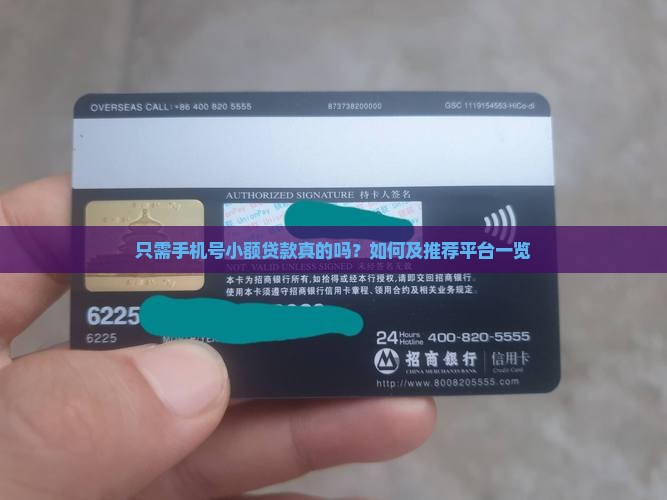 OVERSEAS CALL:+86 400 820 5555
873738200000
GSC 1119154553-HiCo-di
AUTHORIZED SIGNATURE 持卡人签名
UnionPay
只需手机号小额贷款真的吗?如何及推荐平台一览
NOT VALID UNLESS SIGNED 未经签名无效
本卡为招商银行所有,如拾得或经本行授权,请即交回招商银行。
使用本卡须遵守招商银行信用卡章程、领用合约及相关业务规定。
6225
6225
24 Hours Hotline 400-820-5555
招商银行 信用卡
CHINA MERCHANTS BANK Credit Card
http://www.8008205555.com